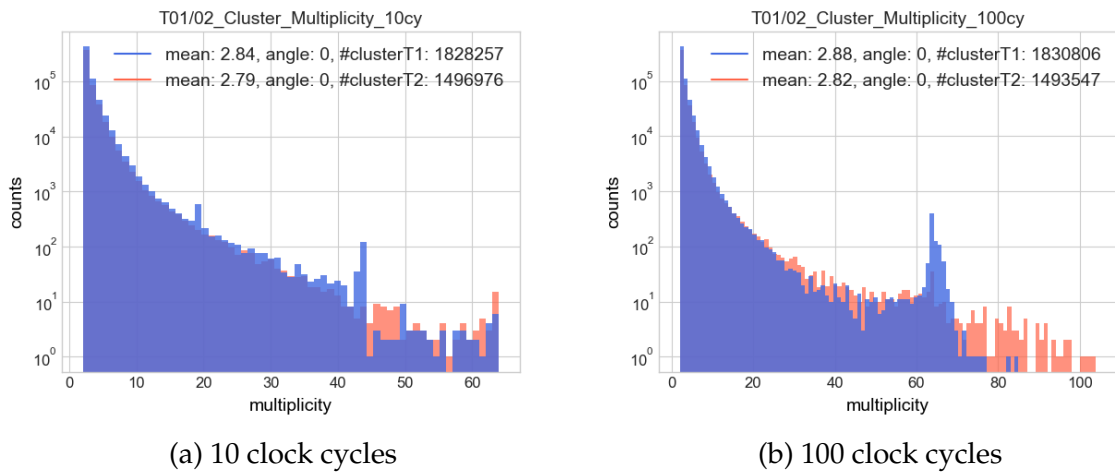 T01/02_Cluster_Multiplicity_10cy
mean: 2.84, angle: 0, #clusterT1: 1828257
mean: 2.79, angle: 0, #clusterT2: 1496976
counts
10^5
10^4
10^3
10^2
10^1
10^0
0 10 20 30 40 50 60
multiplicity
(a) 10 clock cycles
T01/02_Cluster_Multiplicity_100cy
mean: 2.88, angle: 0, #clusterT1: 1830806
mean: 2.82, angle: 0, #clusterT2: 1493547
counts
10^5
10^4
10^3
10^2
10^1
10^0
0 20 40 60 80 100
multiplicity
(b) 100 clock cycles